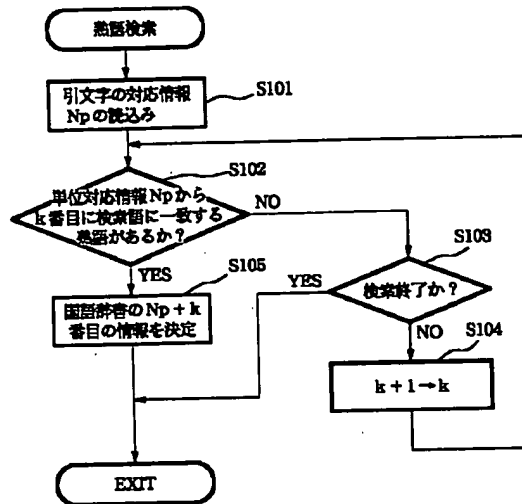 熟語検索
引文字の対応情報
Npの読込み
S101
S102
単位対応情報Npから
k番目に検索語に一致する
熟語があるか?
NO
YES
S105
国語辞書のNp+k
番目の情報を決定
S103
検索終了か?
YES
NO
S104
k+1→k
EXIT